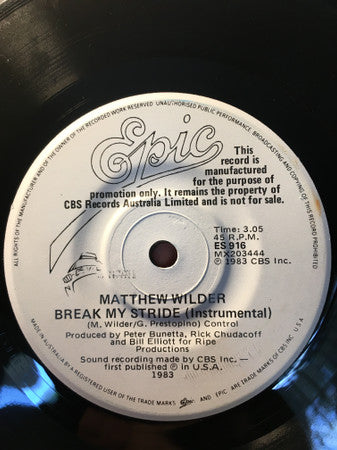 ALL RIGHTS OF THE MANUFACTURER AND OF THE OWNER OF THE RECORDED WORK RESERVED. UNAUTHORISED PUBLIC PERFORMANCE, BROADCASTING AND COPYING OF THIS RECORD PROHIBITED.
Epic
This
record is
manufactured
for the purpose of
promotion only. It remains the property of
CBS Records Australia Limited and is not for sale.
Time: 3.05
45 R.P.M.
ES 916
MX203444
℗ 1983 CBS Inc.
MATTHEW WILDER
BREAK MY STRIDE (Instrumental)
(M. Wilder/G. Prestopino) Control
Produced by Peter Bunetta, Rick Chudacoff
and Bill Elliott for Ripe
Productions
Sound recording made by CBS Inc. —
first published ℗ in U.S.A.
1983
MADE IN AUSTRALIA BY A REGISTERED USER OF THE TRADE MARKS Epic AND EPIC ARE TRADE MARKS OF CBS INC. U.S.A.